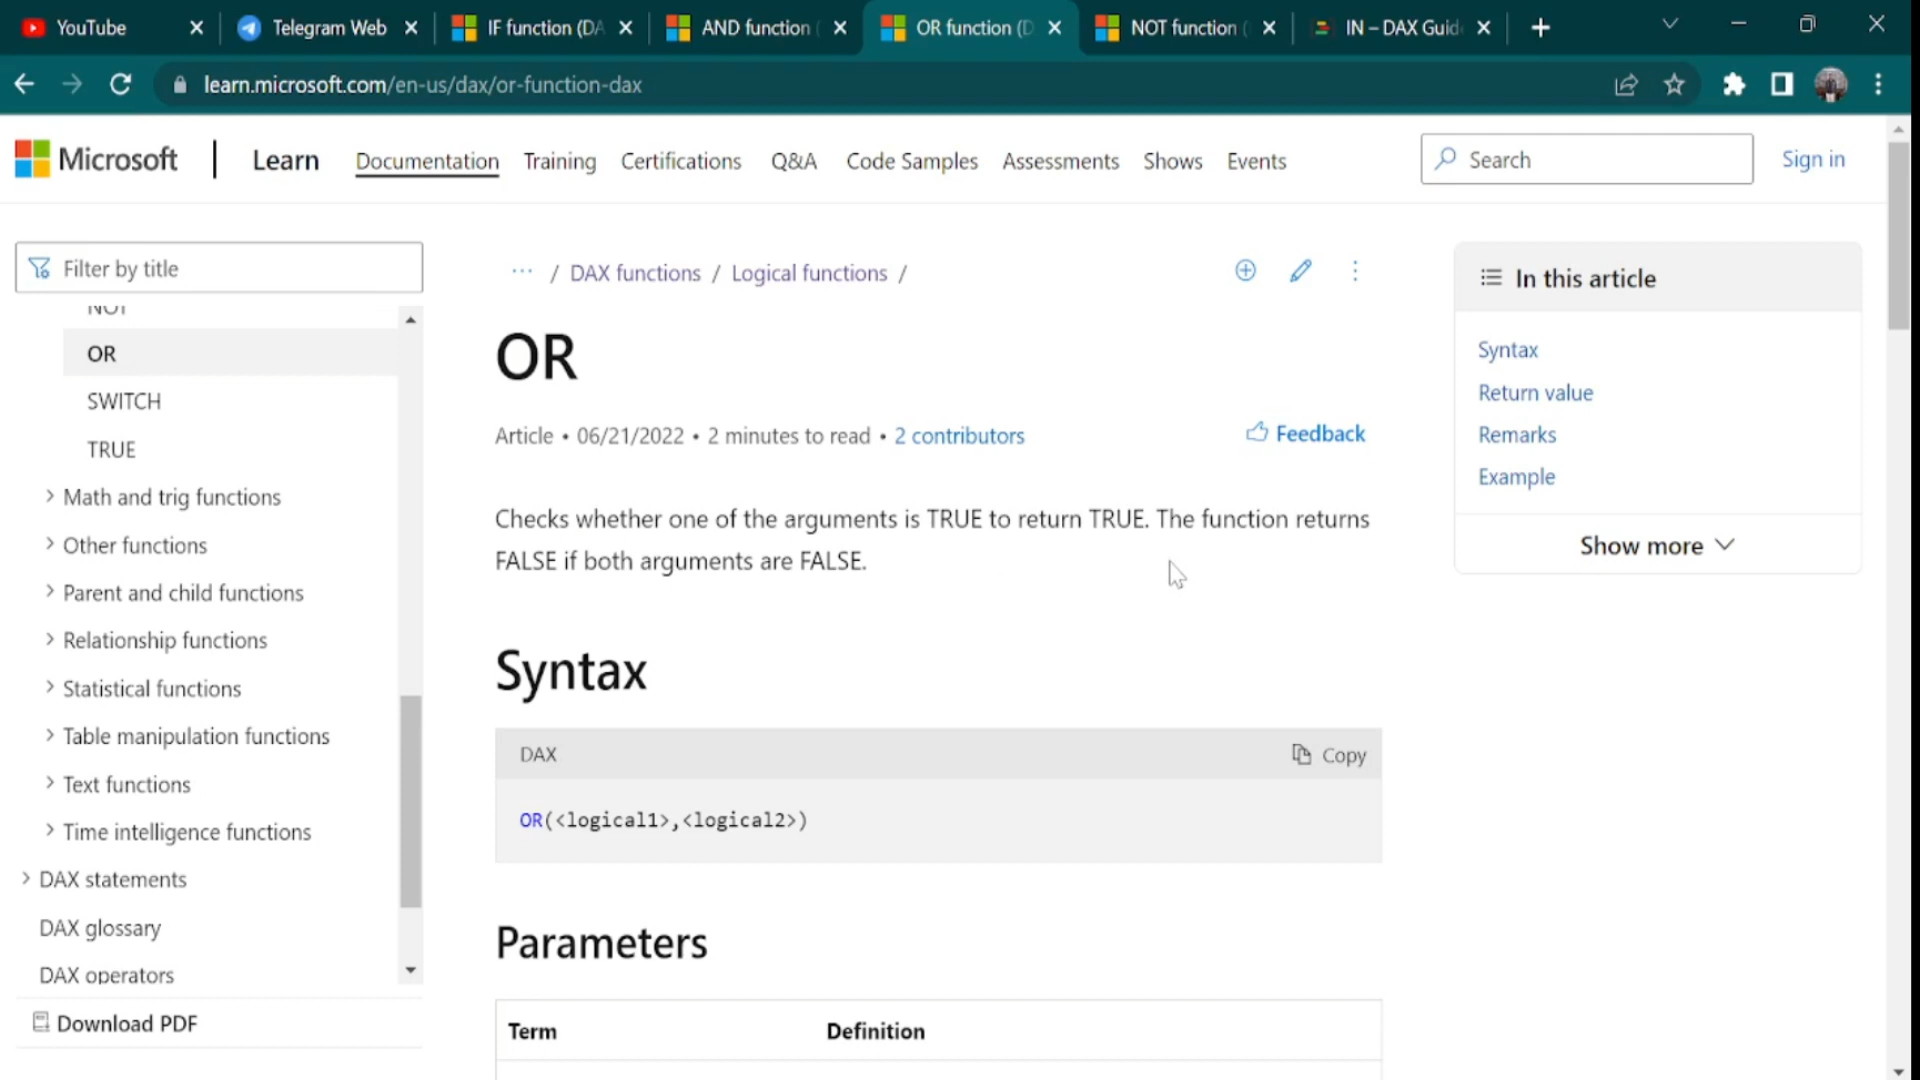 YouTube
Telegram Web
IF function (DA
AND function (
OR function (D
NOT function (
IN – DAX Guid
learn.microsoft.com/en-us/dax/or-function-dax
Microsoft
Learn
Documentation
Training
Certifications
Q&A
Code Samples
Assessments
Shows
Events
Search
Sign in
Filter by title
NOT
OR
SWITCH
TRUE
Math and trig functions
Other functions
Parent and child functions
Relationship functions
Statistical functions
Table manipulation functions
Text functions
Time intelligence functions
DAX statements
DAX glossary
DAX operators
Download PDF
··· / DAX functions / Logical functions /
OR
Article • 06/21/2022 • 2 minutes to read • 2 contributors
Feedback
Checks whether one of the arguments is TRUE to return TRUE. The function returns
FALSE if both arguments are FALSE.
Syntax
DAX
Copy
OR(<logical1>,<logical2>)
Parameters
Term
Definition
In this article
Syntax
Return value
Remarks
Example
Show more